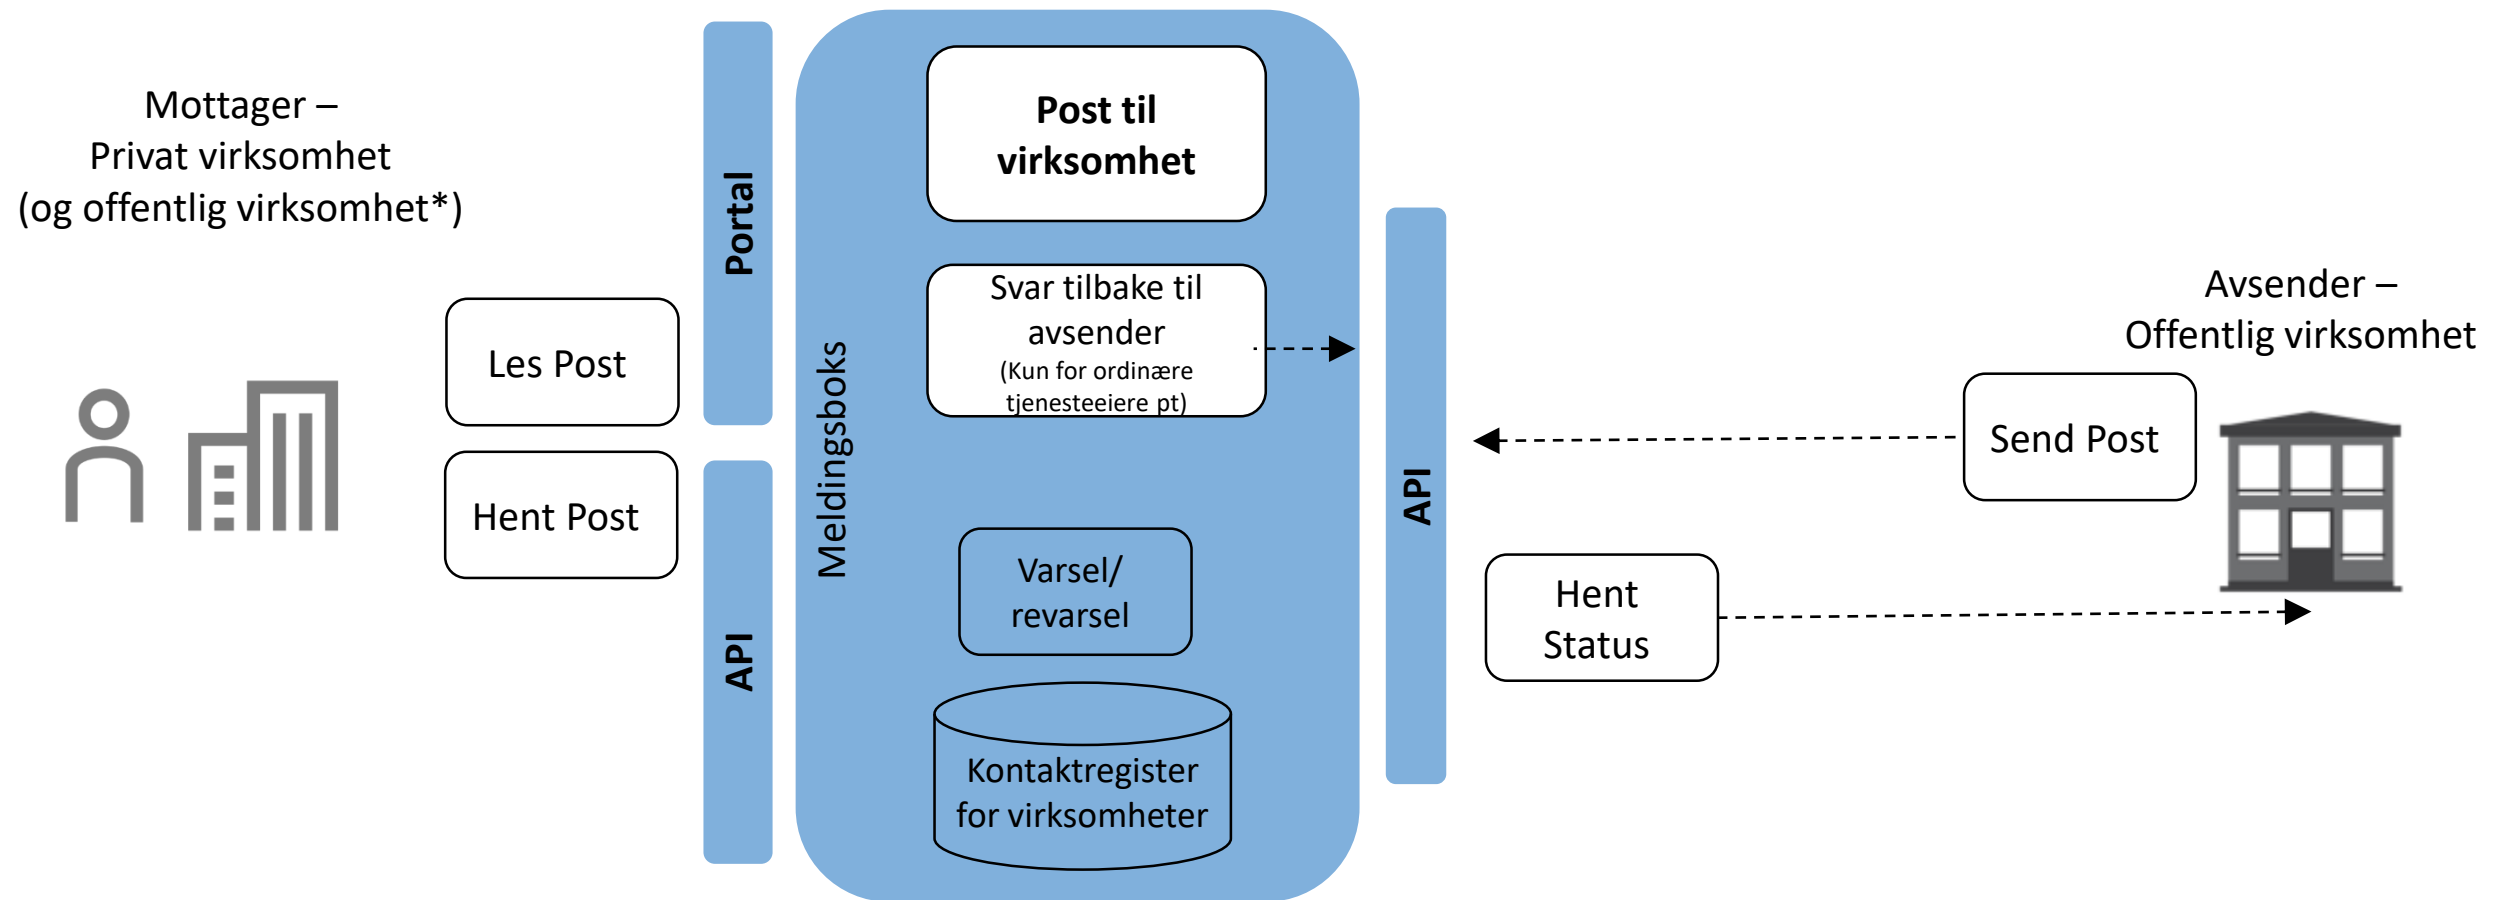 Mottager –
Privat virksomhet
(og offentlig virksomhet*)
Les Post
Hent Post
Portal
API
Meldingsboks
Post til
virksomhet
Svar tilbake til
avsender
(Kun for ordinære
tjenesteeiere pt)
Varsel/
revarsel
Kontaktregister
for virksomheter
API
Avsender –
Offentlig virksomhet
Send Post
Hent
Status